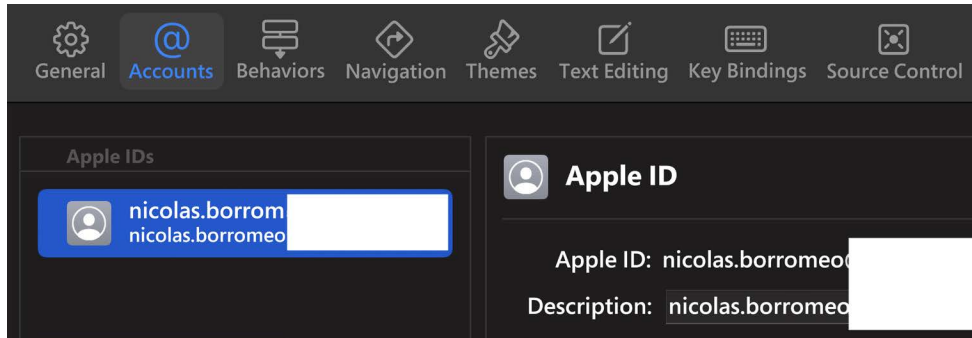 General Accounts Behaviors Navigation Themes Text Editing Key Bindings Source Control
Apple IDs
nicolas.borrom
nicolas.borromeo
Apple ID
Apple ID: nicolas.borromeo
Description: nicolas.borromeo